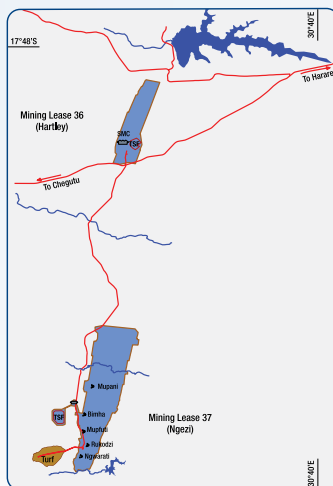 30°40'E
17°48'S
To Harare
Mining Lease 36
(Hartley)
SMC
TSF
To Chegutu
Mupani
TSF
Bimha
Mining Lease 37
(Ngezi)
Mupfuti
Rukodzi
Turf
Ngwarati
30°40'E